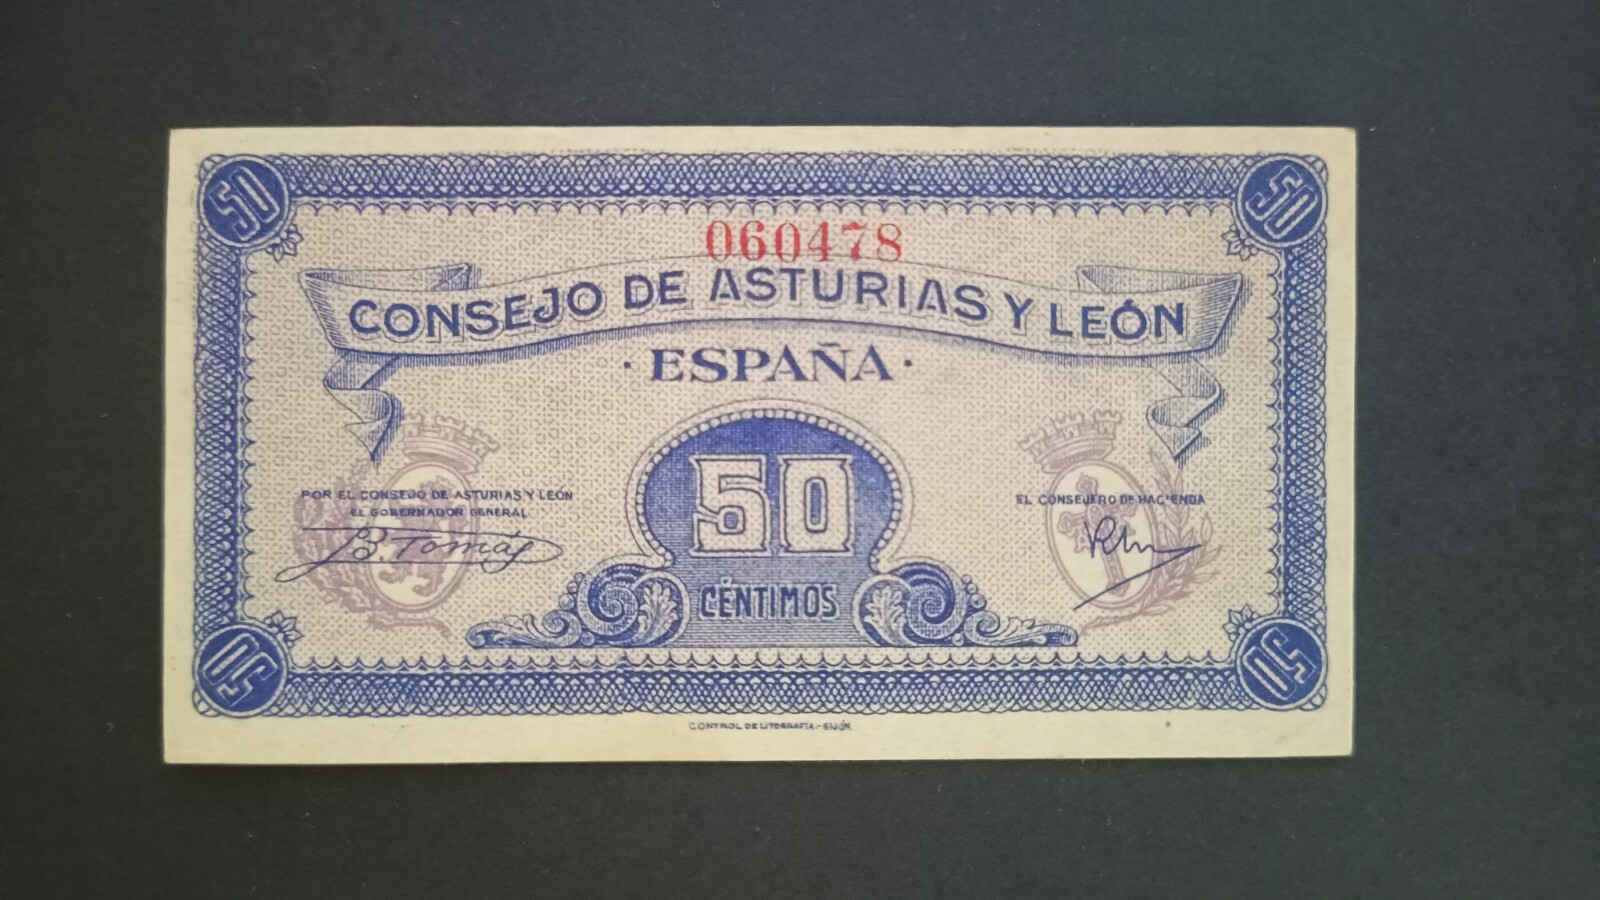 50 50
060478
CONSEJO DE ASTURIAS Y LEÓN
· ESPAÑA ·
50
CÉNTIMOS
POR EL CONSEJO DE ASTURIAS Y LEÓN
EL GOBERNADOR GENERAL
B Tomás
EL CONSEJERO DE HACIENDA
50 50
CONTROL DE LITOGRAFÍA.-GIJÓN